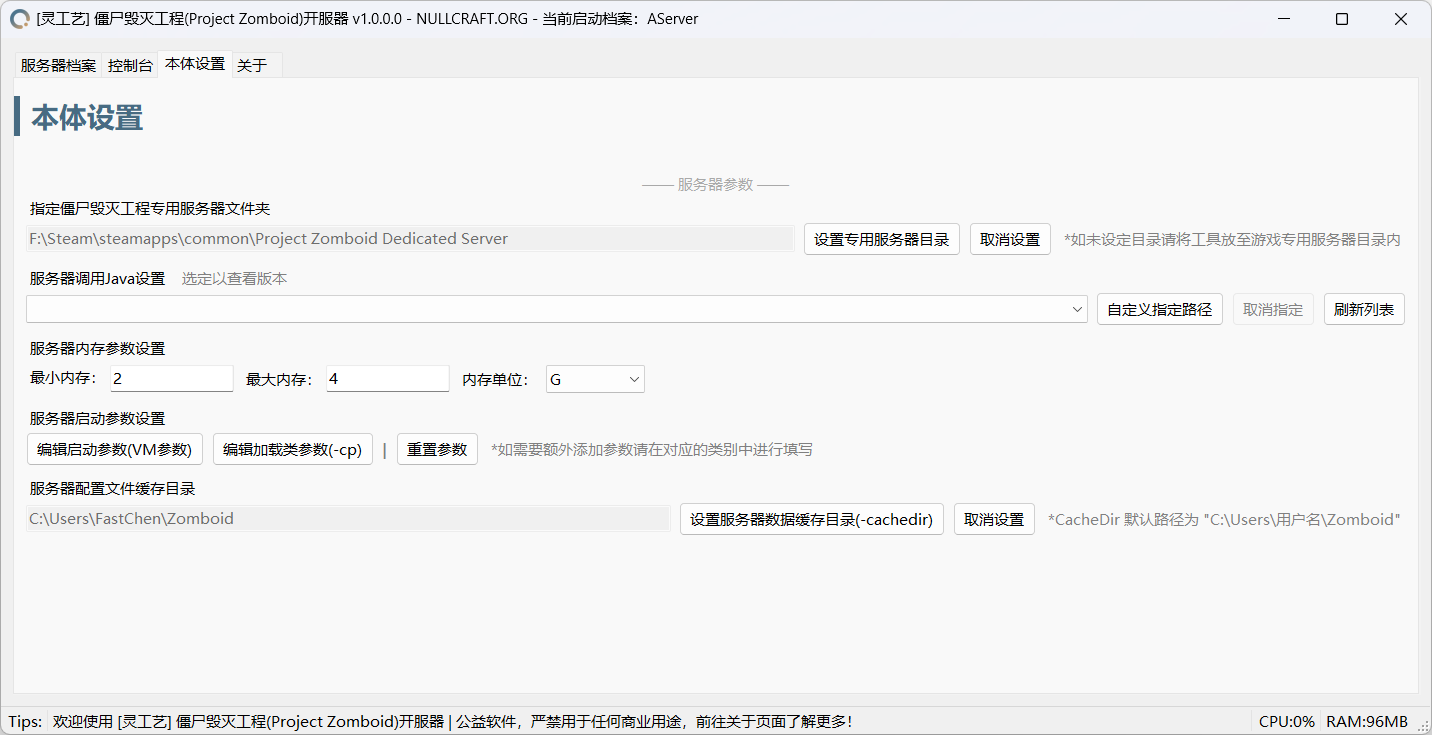 [灵工艺] 僵尸毁灭工程(Project Zomboid)开服器 v1.0.0.0 - NULLCRAFT.ORG - 当前启动档案：AServer
服务器档案 控制台 本体设置 关于
本体设置
服务器参数
指定僵尸毁灭工程专用服务器文件夹
F:\Steam\steamapps\common\Project Zomboid Dedicated Server 设置专用服务器目录 取消设置 *如未设定目录请将工具放至游戏专用服务器目录内
服务器调用Java设置 选定以查看版本
自定义指定路径 取消指定 刷新列表
服务器内存参数设置
最小内存： 2 最大内存： 4 内存单位： G
服务器启动参数设置
编辑启动参数(VM参数) 编辑加载类参数(-cp) | 重置参数 *如需要额外添加参数请在对应的类别中进行填写
服务器配置文件缓存目录
C:\Users\FastChen\Zomboid 设置服务器数据缓存目录(-cachedir) 取消设置 *CacheDir 默认路径为 "C:\Users\用户名\Zomboid"
Tips: 欢迎使用 [灵工艺] 僵尸毁灭工程(Project Zomboid)开服器 | 公益软件，严禁用于任何商业用途，前往关于页面了解更多！ CPU:0% RAM:96MB